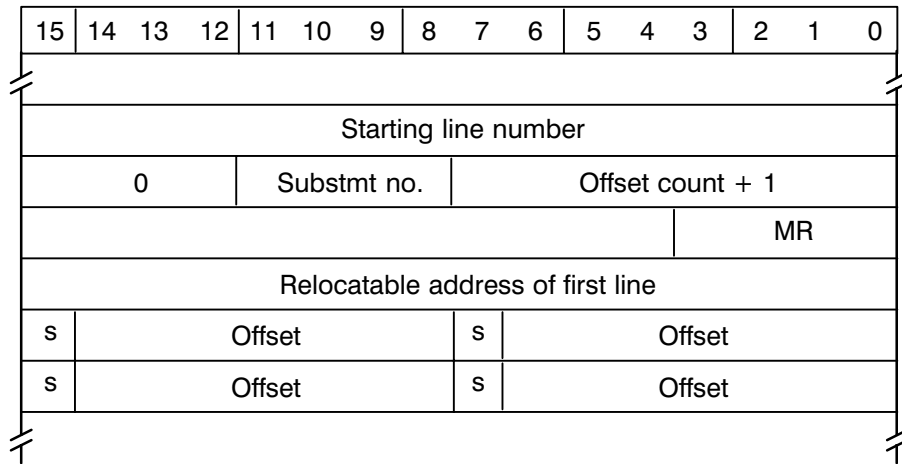 15 14 13 12 11 10 9 8 7 6 5 4 3 2 1 0
Starting line number
0 Substmt no. Offset count + 1
MR
Relocatable address of first line
s Offset s Offset
s Offset s Offset